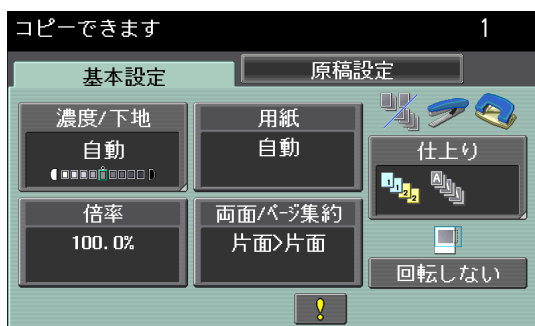 コピーできます 1
基本設定 原稿設定
濃度/下地
自動
用紙
自動
仕上り
倍率
100.0%
両面/ページ集約
片面>片面
回転しない